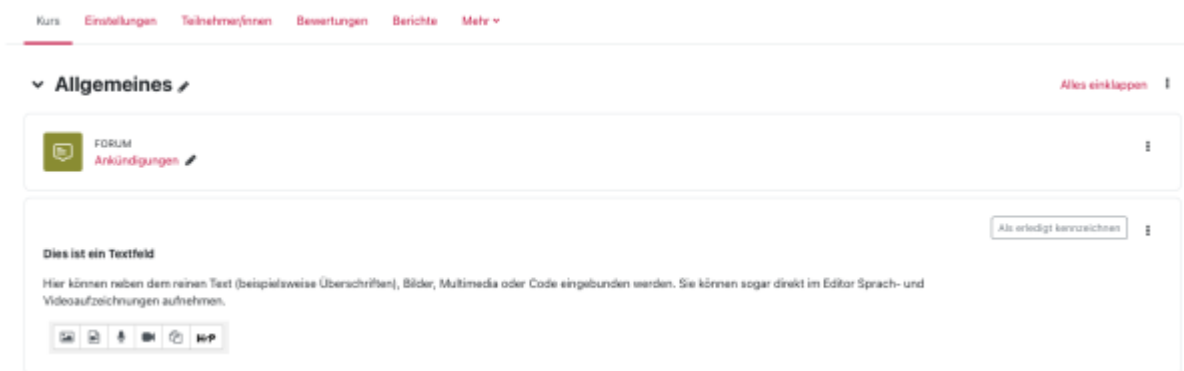 Kurs Einstellungen Teilnehmer/innen Bewertungen Berichte Mehr
Allgemeines
Alles einklappen
FORUM
Ankündigungen
Als erledigt kennzeichnen
Dies ist ein Textfeld
Hier können neben dem reinen Text (beispielsweise Überschriften), Bilder, Multimedia oder Code eingebunden werden. Sie können sogar direkt im Editor Sprach- und
Videoaufzeichnungen aufnehmen.
H-P